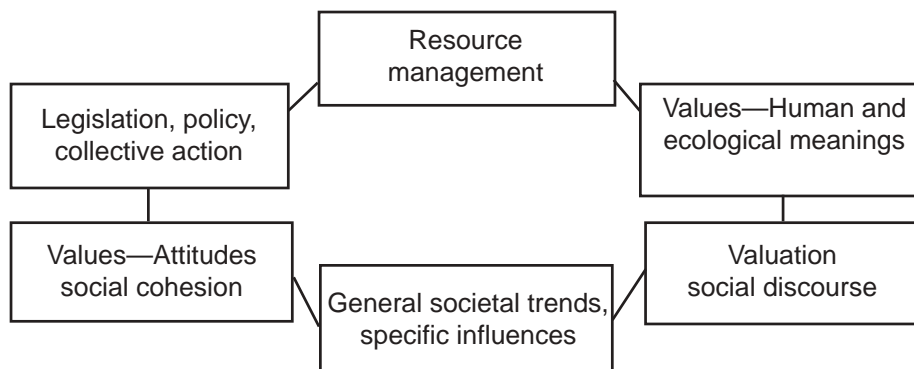 Resource
management
Legislation, policy,
collective action
Values—Human and
ecological meanings
Values—Attitudes
social cohesion
Valuation
social discourse
General societal trends,
specific influences